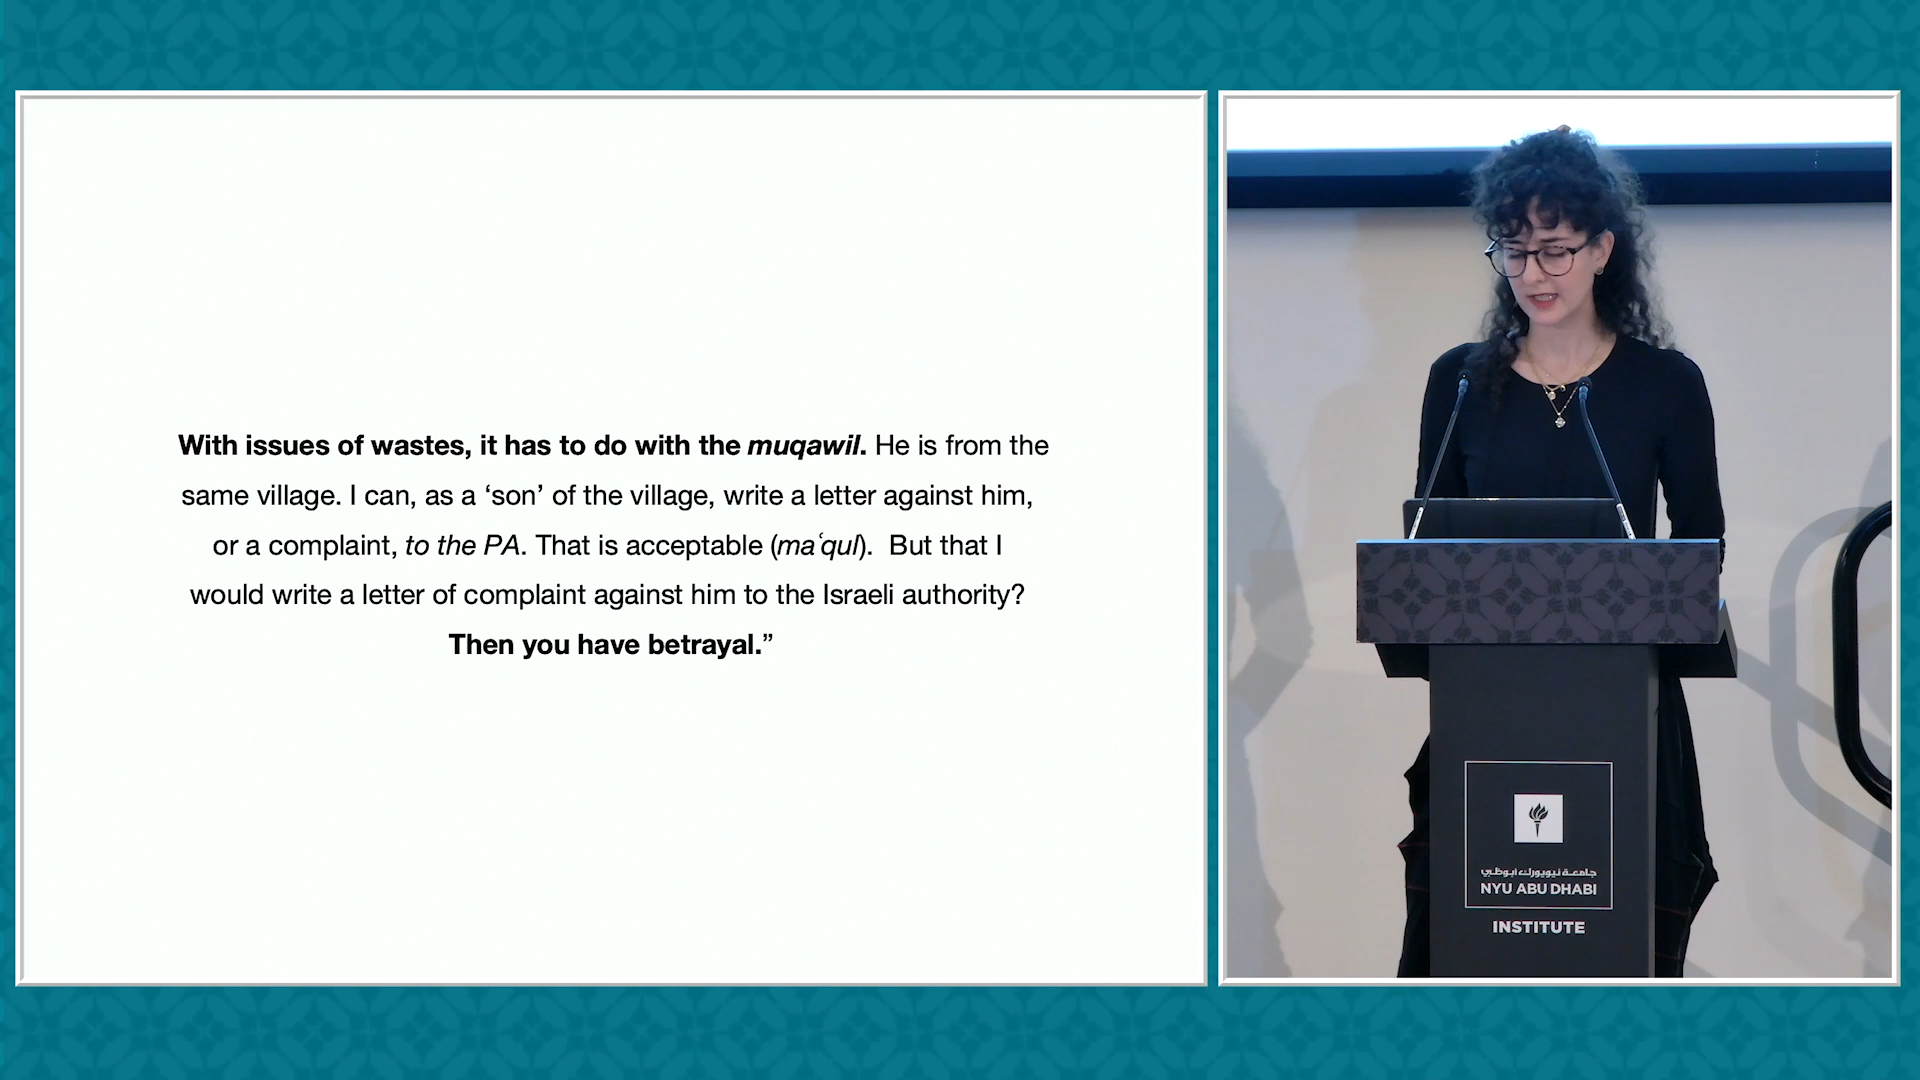 With issues of wastes, it has to do with the muqawil. He is from the
same village. I can, as a ‘son’ of the village, write a letter against him,
or a complaint, to the PA. That is acceptable (maʿqul).  But that I
would write a letter of complaint against him to the Israeli authority?
Then you have betrayal.”
جامعة نيويورك أبوظبي
NYU ABU DHABI
INSTITUTE